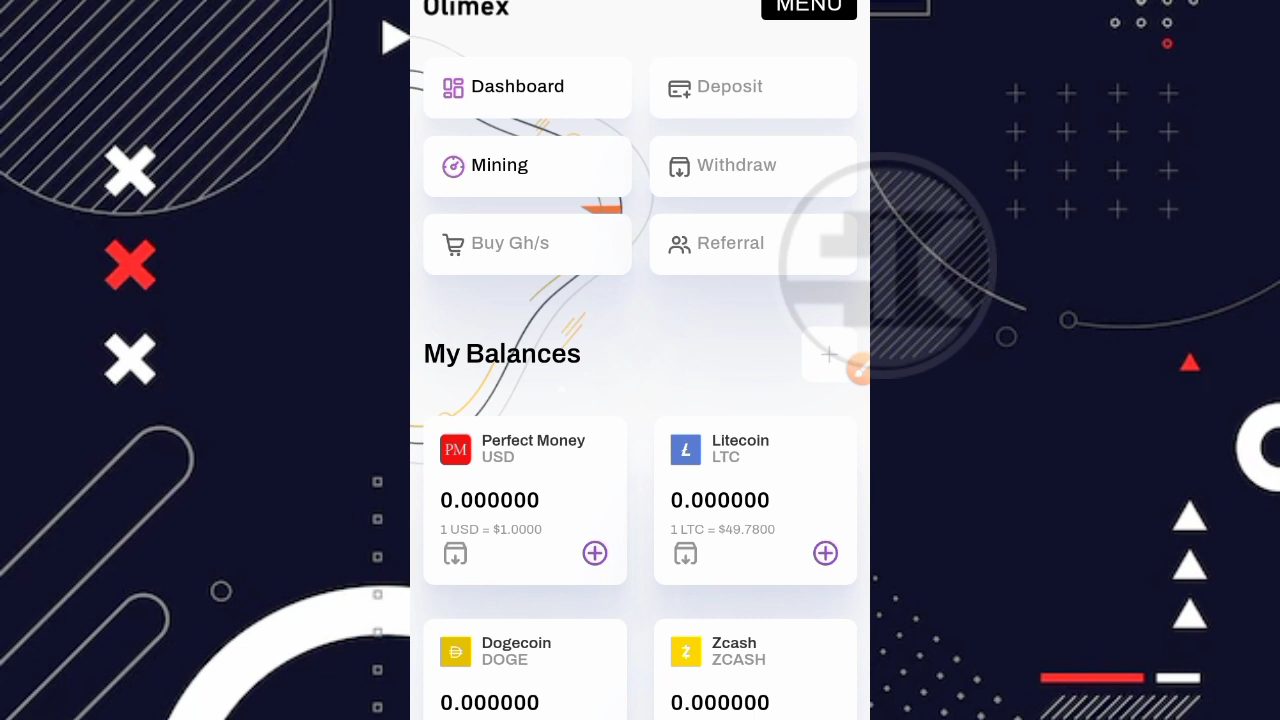 Olimex
MENU
Dashboard
Deposit
Mining
Withdraw
Buy Gh/s
Referral
My Balances
PM
Perfect Money
USD
0.000000
1 USD = $1.0000
Litecoin
LTC
0.000000
1 LTC = $49.7800
Dogecoin
DOGE
0.000000
Zcash
ZCASH
0.000000